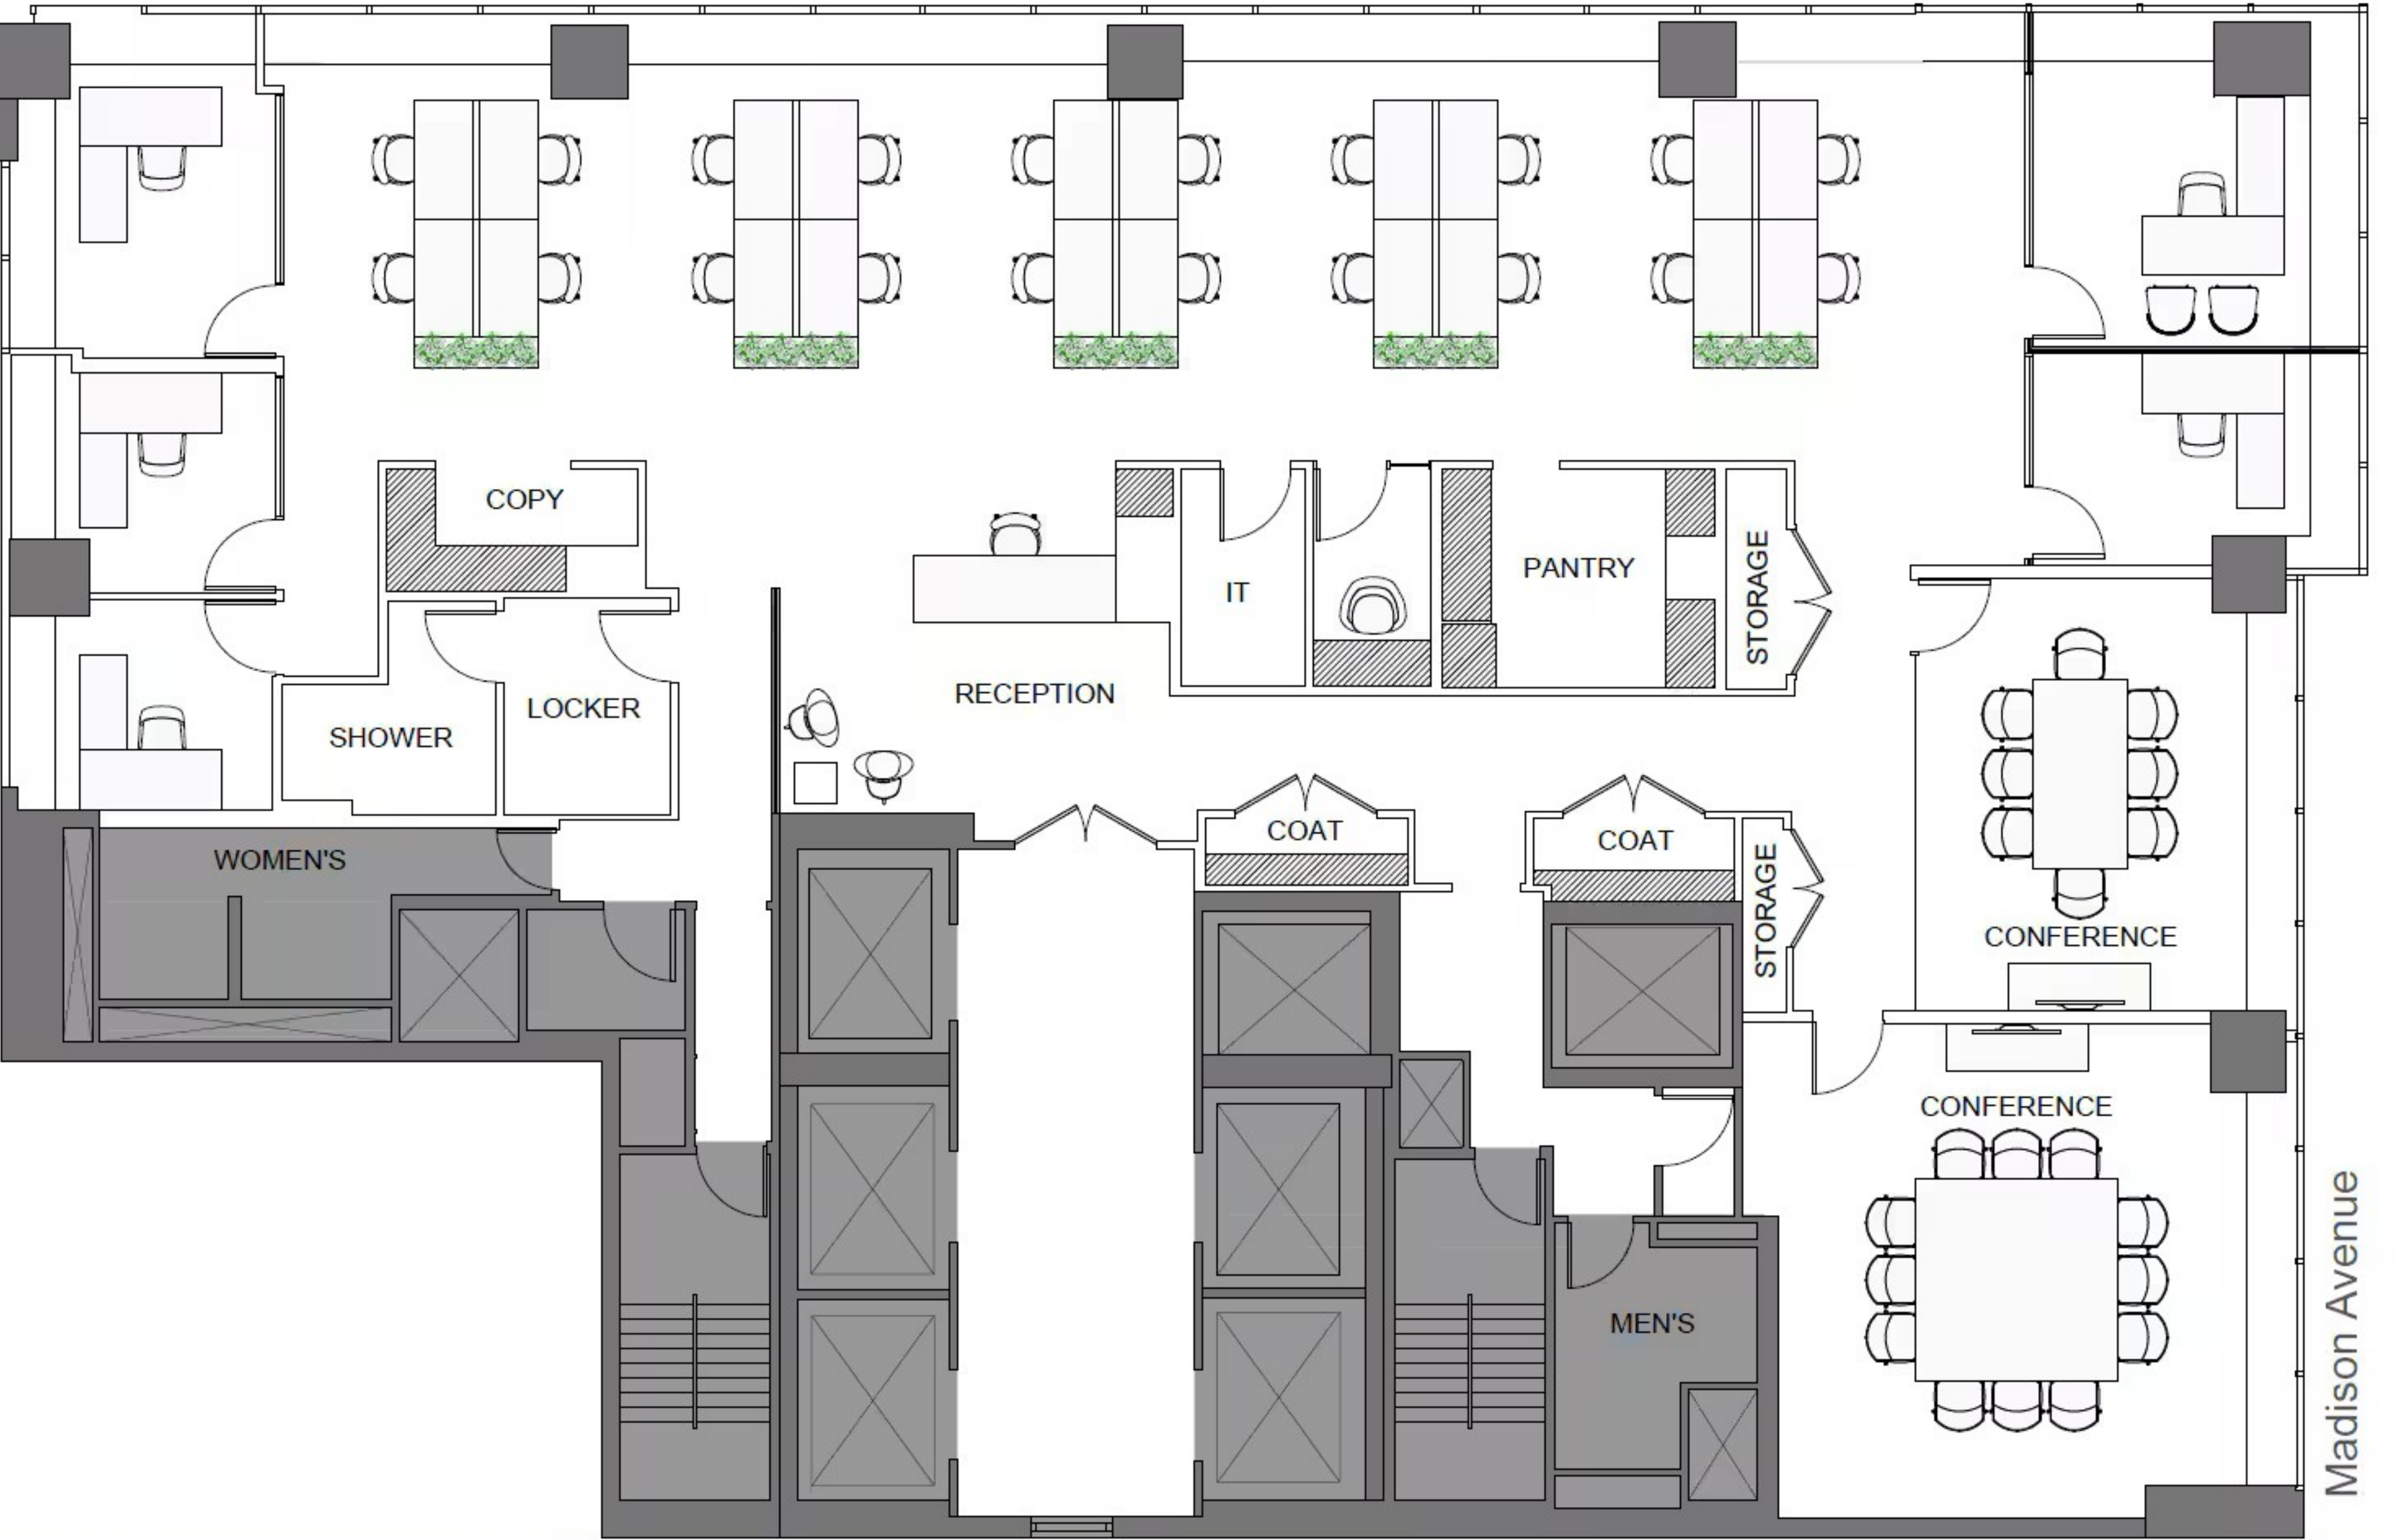 COPY
PANTRY
IT
STORAGE
RECEPTION
LOCKER
SHOWER
COAT
COAT
WOMEN'S
STORAGE
CONFERENCE
CONFERENCE
MEN'S
Madison Avenue